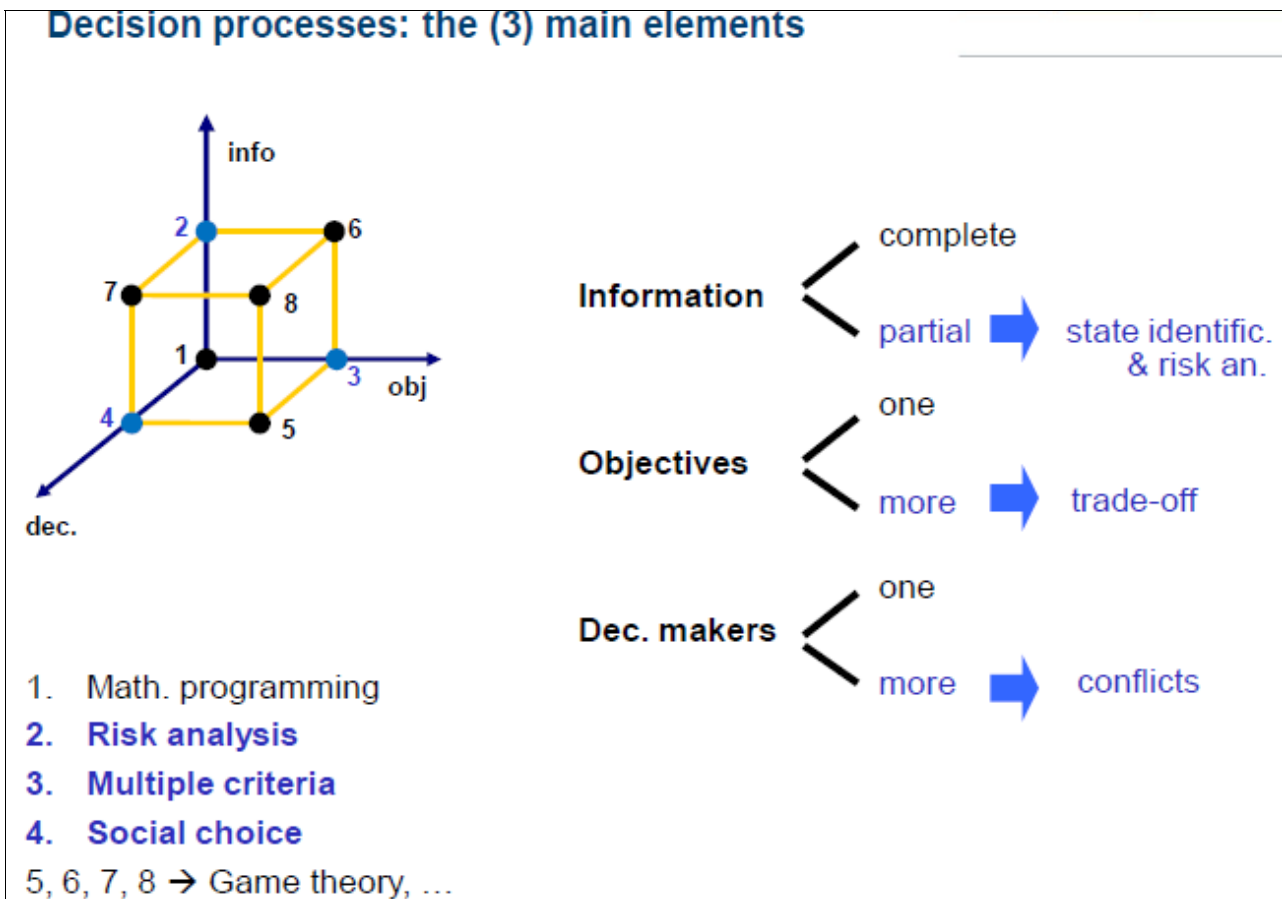 Decision processes: the (3) main elements
info
2
6
7
8
1
3
obj
4
5
dec.
complete
Information
partial
state identific.
& risk an.
one
Objectives
more
trade-off
one
Dec. makers
more
conflicts
1. Math. programming
2. Risk analysis
3. Multiple criteria
4. Social choice
5, 6, 7, 8 → Game theory, …